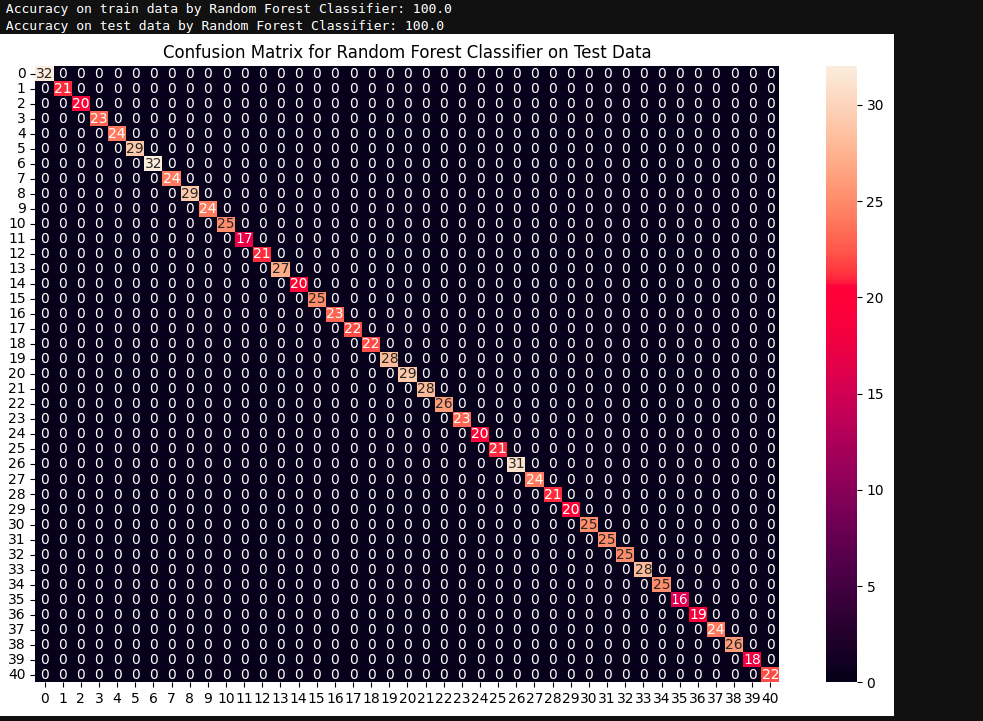 Accuracy on train data by Random Forest Classifier: 100.0
Accuracy on test data by Random Forest Classifier: 100.0
Confusion Matrix for Random Forest Classifier on Test Data
0 32 0 0 0 0 0 0 0 0 0 0 0 0 0 0 0 0 0 0 0 0 0 0 0 0 0 0 0 0 0 0 0 0 0 0 0 0 0 0 0 0 0
1 0 21 0 0 0 0 0 0 0 0 0 0 0 0 0 0 0 0 0 0 0 0 0 0 0 0 0 0 0 0 0 0 0 0 0 0 0 0 0 0 0 0
2 0 0 20 0 0 0 0 0 0 0 0 0 0 0 0 0 0 0 0 0 0 0 0 0 0 0 0 0 0 0 0 0 0 0 0 0 0 0 0 0 0 0
3 0 0 0 23 0 0 0 0 0 0 0 0 0 0 0 0 0 0 0 0 0 0 0 0 0 0 0 0 0 0 0 0 0 0 0 0 0 0 0 0 0 0
4 0 0 0 0 24 0 0 0 0 0 0 0 0 0 0 0 0 0 0 0 0 0 0 0 0 0 0 0 0 0 0 0 0 0 0 0 0 0 0 0 0 0
5 0 0 0 0 0 29 0 0 0 0 0 0 0 0 0 0 0 0 0 0 0 0 0 0 0 0 0 0 0 0 0 0 0 0 0 0 0 0 0 0 0 0
6 0 0 0 0 0 0 32 0 0 0 0 0 0 0 0 0 0 0 0 0 0 0 0 0 0 0 0 0 0 0 0 0 0 0 0 0 0 0 0 0 0 0
7 0 0 0 0 0 0 0 24 0 0 0 0 0 0 0 0 0 0 0 0 0 0 0 0 0 0 0 0 0 0 0 0 0 0 0 0 0 0 0 0 0 0
8 0 0 0 0 0 0 0 0 29 0 0 0 0 0 0 0 0 0 0 0 0 0 0 0 0 0 0 0 0 0 0 0 0 0 0 0 0 0 0 0 0 0
9 0 0 0 0 0 0 0 0 0 24 0 0 0 0 0 0 0 0 0 0 0 0 0 0 0 0 0 0 0 0 0 0 0 0 0 0 0 0 0 0 0 0
10 0 0 0 0 0 0 0 0 0 0 25 0 0 0 0 0 0 0 0 0 0 0 0 0 0 0 0 0 0 0 0 0 0 0 0 0 0 0 0 0 0 0
11 0 0 0 0 0 0 0 0 0 0 0 17 0 0 0 0 0 0 0 0 0 0 0 0 0 0 0 0 0 0 0 0 0 0 0 0 0 0 0 0 0 0
12 0 0 0 0 0 0 0 0 0 0 0 0 21 0 0 0 0 0 0 0 0 0 0 0 0 0 0 0 0 0 0 0 0 0 0 0 0 0 0 0 0 0
13 0 0 0 0 0 0 0 0 0 0 0 0 0 27 0 0 0 0 0 0 0 0 0 0 0 0 0 0 0 0 0 0 0 0 0 0 0 0 0 0 0 0
14 0 0 0 0 0 0 0 0 0 0 0 0 0 0 20 0 0 0 0 0 0 0 0 0 0 0 0 0 0 0 0 0 0 0 0 0 0 0 0 0 0 0
15 0 0 0 0 0 0 0 0 0 0 0 0 0 0 0 25 0 0 0 0 0 0 0 0 0 0 0 0 0 0 0 0 0 0 0 0 0 0 0 0 0 0
16 0 0 0 0 0 0 0 0 0 0 0 0 0 0 0 0 23 0 0 0 0 0 0 0 0 0 0 0 0 0 0 0 0 0 0 0 0 0 0 0 0 0
17 0 0 0 0 0 0 0 0 0 0 0 0 0 0 0 0 0 22 0 0 0 0 0 0 0 0 0 0 0 0 0 0 0 0 0 0 0 0 0 0 0 0
18 0 0 0 0 0 0 0 0 0 0 0 0 0 0 0 0 0 0 22 0 0 0 0 0 0 0 0 0 0 0 0 0 0 0 0 0 0 0 0 0 0 0
19 0 0 0 0 0 0 0 0 0 0 0 0 0 0 0 0 0 0 0 28 0 0 0 0 0 0 0 0 0 0 0 0 0 0 0 0 0 0 0 0 0 0
20 0 0 0 0 0 0 0 0 0 0 0 0 0 0 0 0 0 0 0 0 29 0 0 0 0 0 0 0 0 0 0 0 0 0 0 0 0 0 0 0 0 0
21 0 0 0 0 0 0 0 0 0 0 0 0 0 0 0 0 0 0 0 0 0 28 0 0 0 0 0 0 0 0 0 0 0 0 0 0 0 0 0 0 0 0
22 0 0 0 0 0 0 0 0 0 0 0 0 0 0 0 0 0 0 0 0 0 0 26 0 0 0 0 0 0 0 0 0 0 0 0 0 0 0 0 0 0 0
23 0 0 0 0 0 0 0 0 0 0 0 0 0 0 0 0 0 0 0 0 0 0 0 23 0 0 0 0 0 0 0 0 0 0 0 0 0 0 0 0 0 0
24 0 0 0 0 0 0 0 0 0 0 0 0 0 0 0 0 0 0 0 0 0 0 0 0 20 0 0 0 0 0 0 0 0 0 0 0 0 0 0 0 0 0
25 0 0 0 0 0 0 0 0 0 0 0 0 0 0 0 0 0 0 0 0 0 0 0 0 0 21 0 0 0 0 0 0 0 0 0 0 0 0 0 0 0 0
26 0 0 0 0 0 0 0 0 0 0 0 0 0 0 0 0 0 0 0 0 0 0 0 0 0 0 31 0 0 0 0 0 0 0 0 0 0 0 0 0 0 0
27 0 0 0 0 0 0 0 0 0 0 0 0 0 0 0 0 0 0 0 0 0 0 0 0 0 0 0 24 0 0 0 0 0 0 0 0 0 0 0 0 0 0
28 0 0 0 0 0 0 0 0 0 0 0 0 0 0 0 0 0 0 0 0 0 0 0 0 0 0 0 0 21 0 0 0 0 0 0 0 0 0 0 0 0 0
29 0 0 0 0 0 0 0 0 0 0 0 0 0 0 0 0 0 0 0 0 0 0 0 0 0 0 0 0 0 20 0 0 0 0 0 0 0 0 0 0 0 0
30 0 0 0 0 0 0 0 0 0 0 0 0 0 0 0 0 0 0 0 0 0 0 0 0 0 0 0 0 0 0 25 0 0 0 0 0 0 0 0 0 0 0
31 0 0 0 0 0 0 0 0 0 0 0 0 0 0 0 0 0 0 0 0 0 0 0 0 0 0 0 0 0 0 0 25 0 0 0 0 0 0 0 0 0 0
32 0 0 0 0 0 0 0 0 0 0 0 0 0 0 0 0 0 0 0 0 0 0 0 0 0 0 0 0 0 0 0 0 25 0 0 0 0 0 0 0 0 0
33 0 0 0 0 0 0 0 0 0 0 0 0 0 0 0 0 0 0 0 0 0 0 0 0 0 0 0 0 0 0 0 0 0 28 0 0 0 0 0 0 0 0
34 0 0 0 0 0 0 0 0 0 0 0 0 0 0 0 0 0 0 0 0 0 0 0 0 0 0 0 0 0 0 0 0 0 0 25 0 0 0 0 0 0 0
35 0 0 0 0 0 0 0 0 0 0 0 0 0 0 0 0 0 0 0 0 0 0 0 0 0 0 0 0 0 0 0 0 0 0 0 16 0 0 0 0 0 0
36 0 0 0 0 0 0 0 0 0 0 0 0 0 0 0 0 0 0 0 0 0 0 0 0 0 0 0 0 0 0 0 0 0 0 0 0 19 0 0 0 0 0
37 0 0 0 0 0 0 0 0 0 0 0 0 0 0 0 0 0 0 0 0 0 0 0 0 0 0 0 0 0 0 0 0 0 0 0 0 0 24 0 0 0 0
38 0 0 0 0 0 0 0 0 0 0 0 0 0 0 0 0 0 0 0 0 0 0 0 0 0 0 0 0 0 0 0 0 0 0 0 0 0 0 26 0 0 0
39 0 0 0 0 0 0 0 0 0 0 0 0 0 0 0 0 0 0 0 0 0 0 0 0 0 0 0 0 0 0 0 0 0 0 0 0 0 0 0 18 0
40 0 0 0 0 0 0 0 0 0 0 0 0 0 0 0 0 0 0 0 0 0 0 0 0 0 0 0 0 0 0 0 0 0 0 0 0 0 0 0 0 22
0 1 2 3 4 5 6 7 8 9 10 11 12 13 14 15 16 17 18 19 20 21 22 23 24 25 26 27 28 29 30 31 32 33 34 35 36 37 38 39 40
30
25
20
15
10
5
0